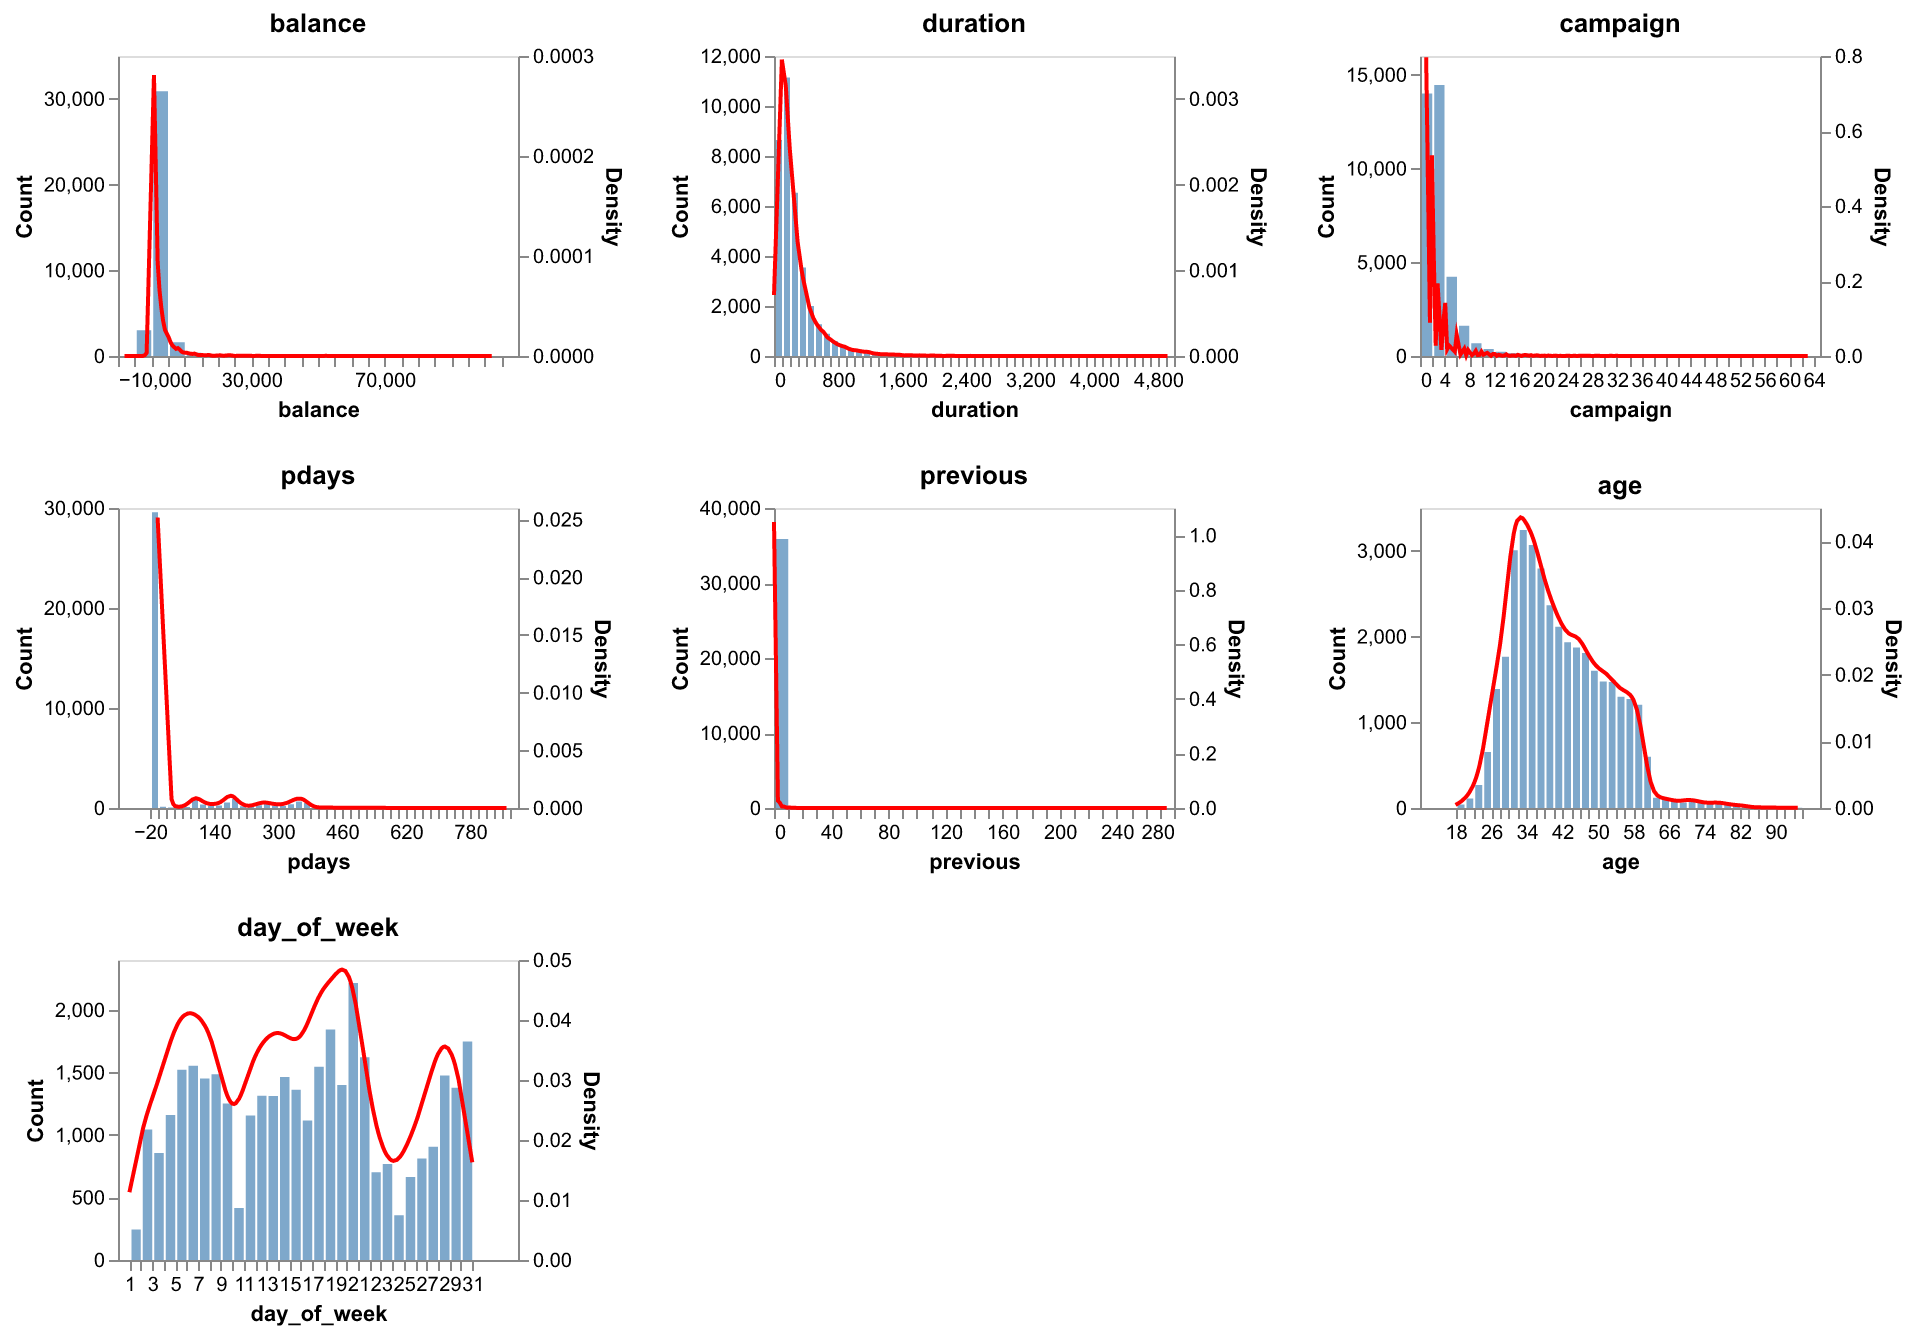 balance
12,000
10,000
8,000
6,000
4,000
2,000
0
30,000
20,000
10,000
0
Count
0.0003
0.0002
0.0001
0.0000
Density
−10,000 30,000 70,000
balance
duration
Count
0.003
0.002
0.001
0.000
Density
0 800 1,600 2,400 3,200 4,000 4,800
duration
campaign
15,000
10,000
5,000
0
Count
0.8
0.6
0.4
0.2
0.0
Density
0 4 8 12 16 20 24 28 32 36 40 44 48 52 56 60 64
campaign
pdays
30,000
20,000
10,000
0
Count
0.025
0.020
0.015
0.010
0.005
0.000
Density
−20 140 300 460 620 780
pdays
previous
40,000
30,000
20,000
10,000
0
Count
1.0
0.8
0.6
0.4
0.2
0.0
Density
0 40 80 120 160 200 240 280
previous
age
3,000
2,000
1,000
0
Count
0.04
0.03
0.02
0.01
0.00
Density
18 26 34 42 50 58 66 74 82 90
age
day_of_week
2,000
1,500
1,000
500
0
Count
0.05
0.04
0.03
0.02
0.01
0.00
Density
1 3 5 7 9 11 13 15 17 19 21 23 25 27 29 31
day_of_week